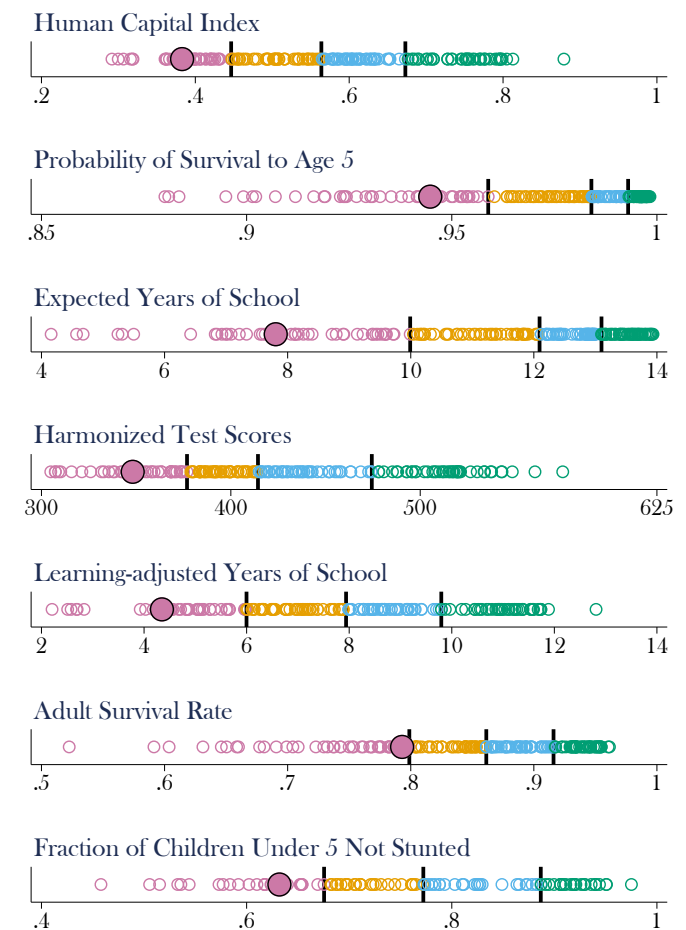 Human Capital Index
.2 .4 .6 .8 1
Probability of Survival to Age 5
.85 .9 .95 1
Expected Years of School
4 6 8 10 12 14
Harmonized Test Scores
300 400 500 625
Learning-adjusted Years of School
2 4 6 8 10 12 14
Adult Survival Rate
.5 .6 .7 .8 .9 1
Fraction of Children Under 5 Not Stunted
.4 .6 .8 1